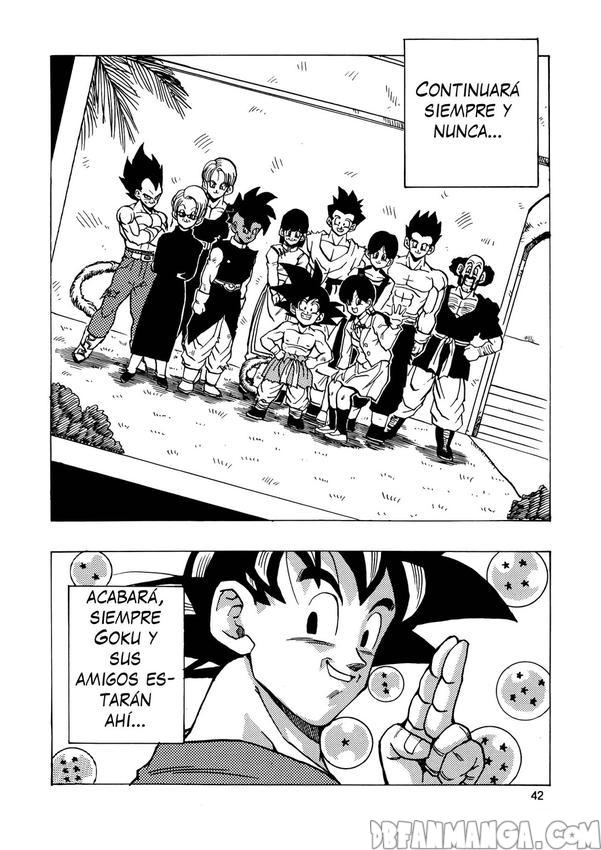 CONTINUARÁ
SIEMPRE Y
NUNCA...
ACABARÁ,
SIEMPRE
GOKU Y
SUS
AMIGOS ES-
TARÁN
AHÍ...
42
DBFANMANGA.COM